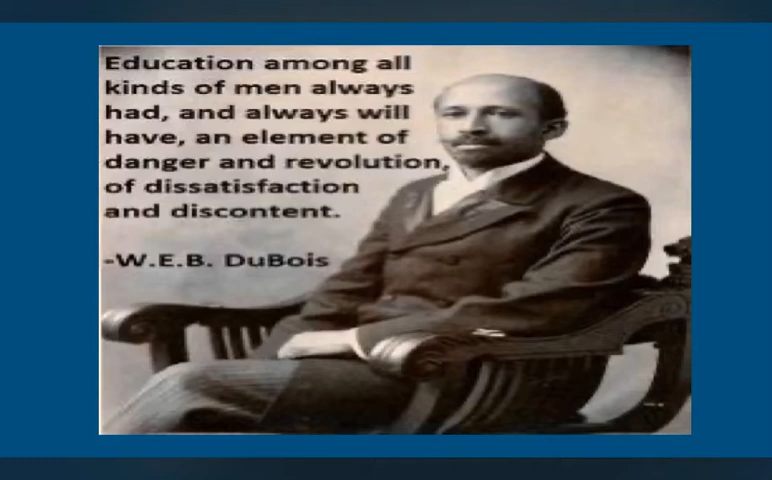 Education among all
kinds of men always
had, and always will
have, an element of
danger and revolution,
of dissatisfaction
and discontent.
-W.E.B. DuBois